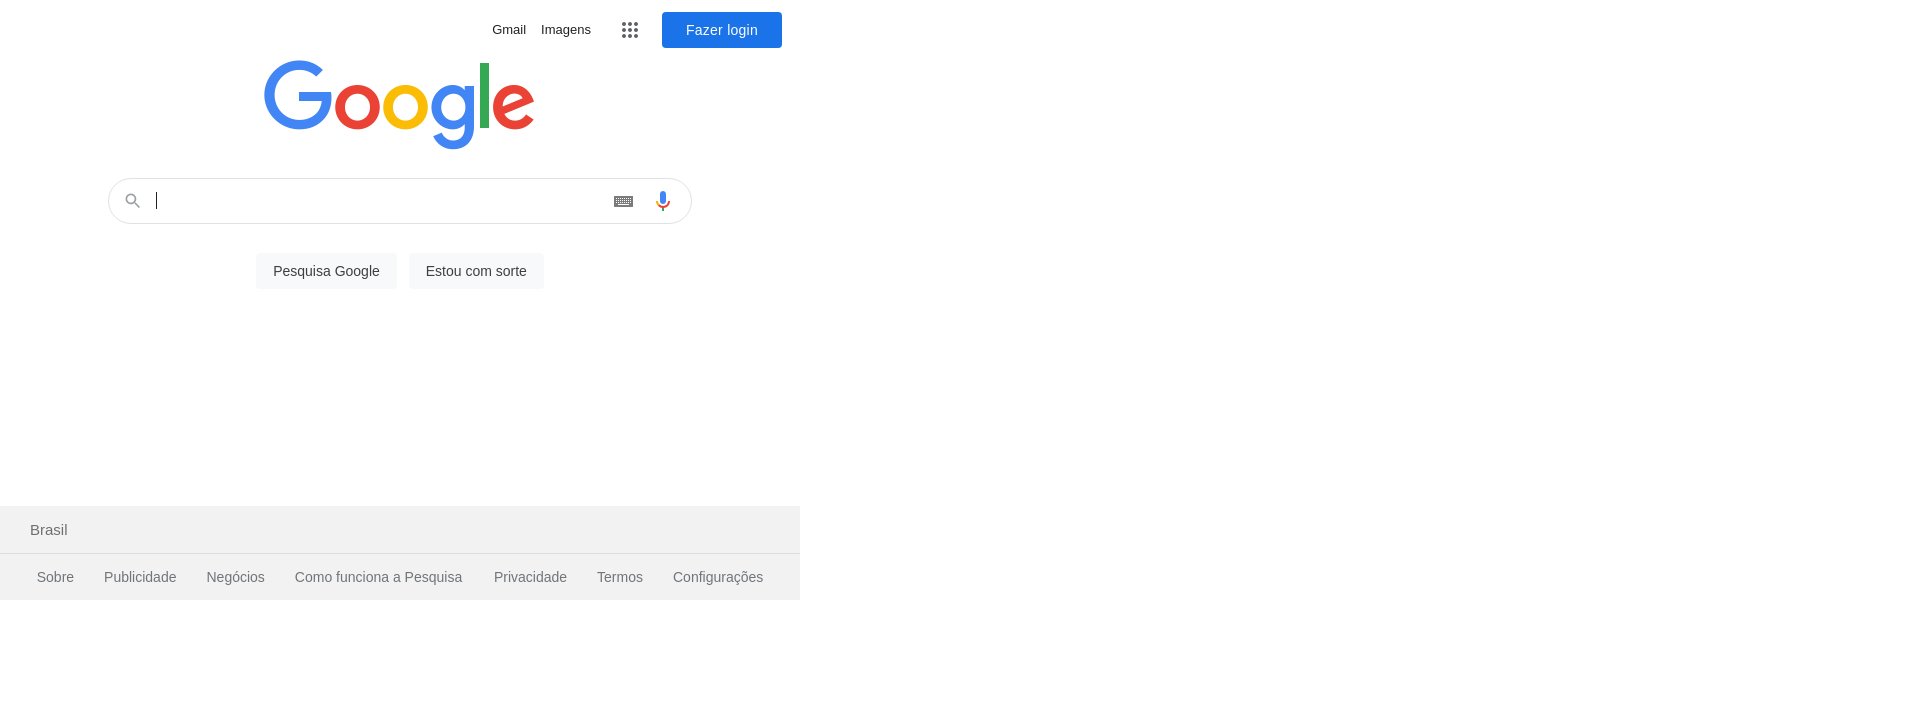 Gmail Imagens Fazer login
Google
Pesquisa Google Estou com sorte
Brasil
Sobre Publicidade Negócios Como funciona a Pesquisa Privacidade Termos Configurações